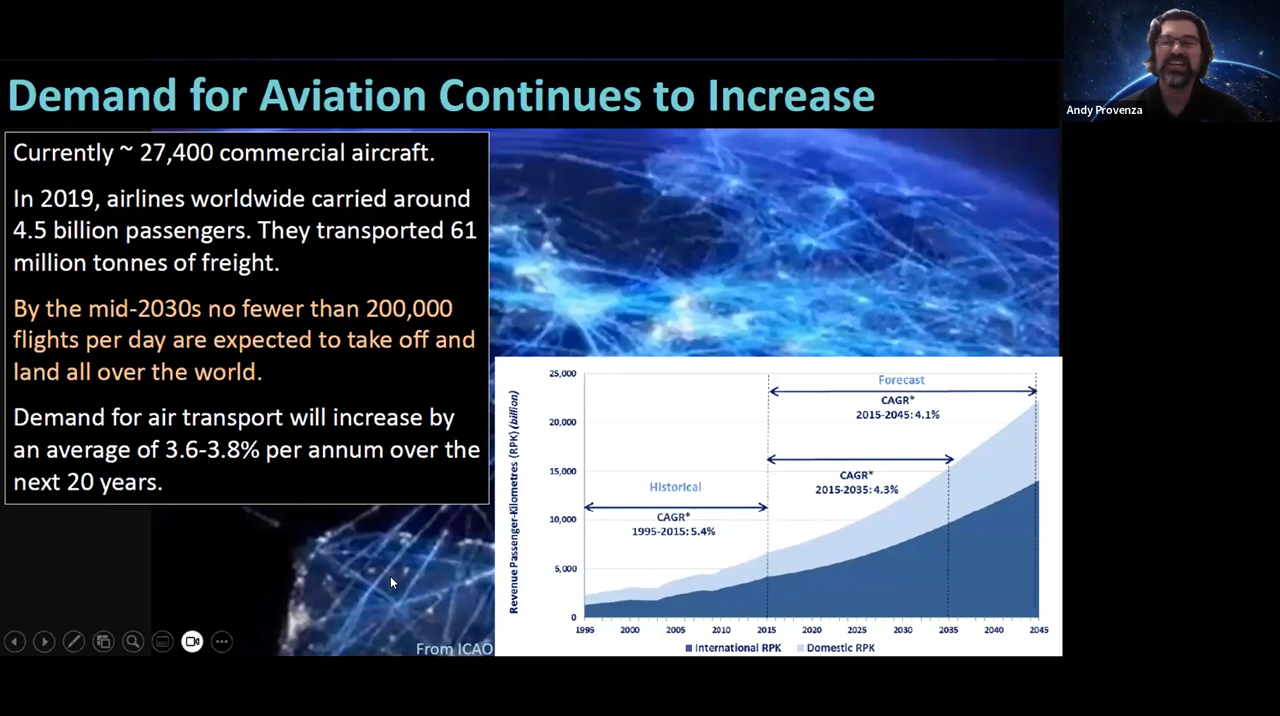 Demand for Aviation Continues to Increase
Andy Provenza
Currently ~ 27,400 commercial aircraft.
In 2019, airlines worldwide carried around
4.5 billion passengers. They transported 61
million tonnes of freight.
By the mid-2030s no fewer than 200,000
flights per day are expected to take off and
land all over the world.
Demand for air transport will increase by
an average of 3.6-3.8% per annum over the
next 20 years.
From ICAO
Revenue Passenger-Kilometres (RPK) (billion)
25,000
20,000
15,000
10,000
5,000
0
Forecast
CAGR*
2015-2045: 4.1%
CAGR*
2015-2035: 4.3%
Historical
CAGR*
1995-2015: 5.4%
1995 2000 2005 2010 2015 2020 2025 2030 2035 2040 2045
International RPK Domestic RPK